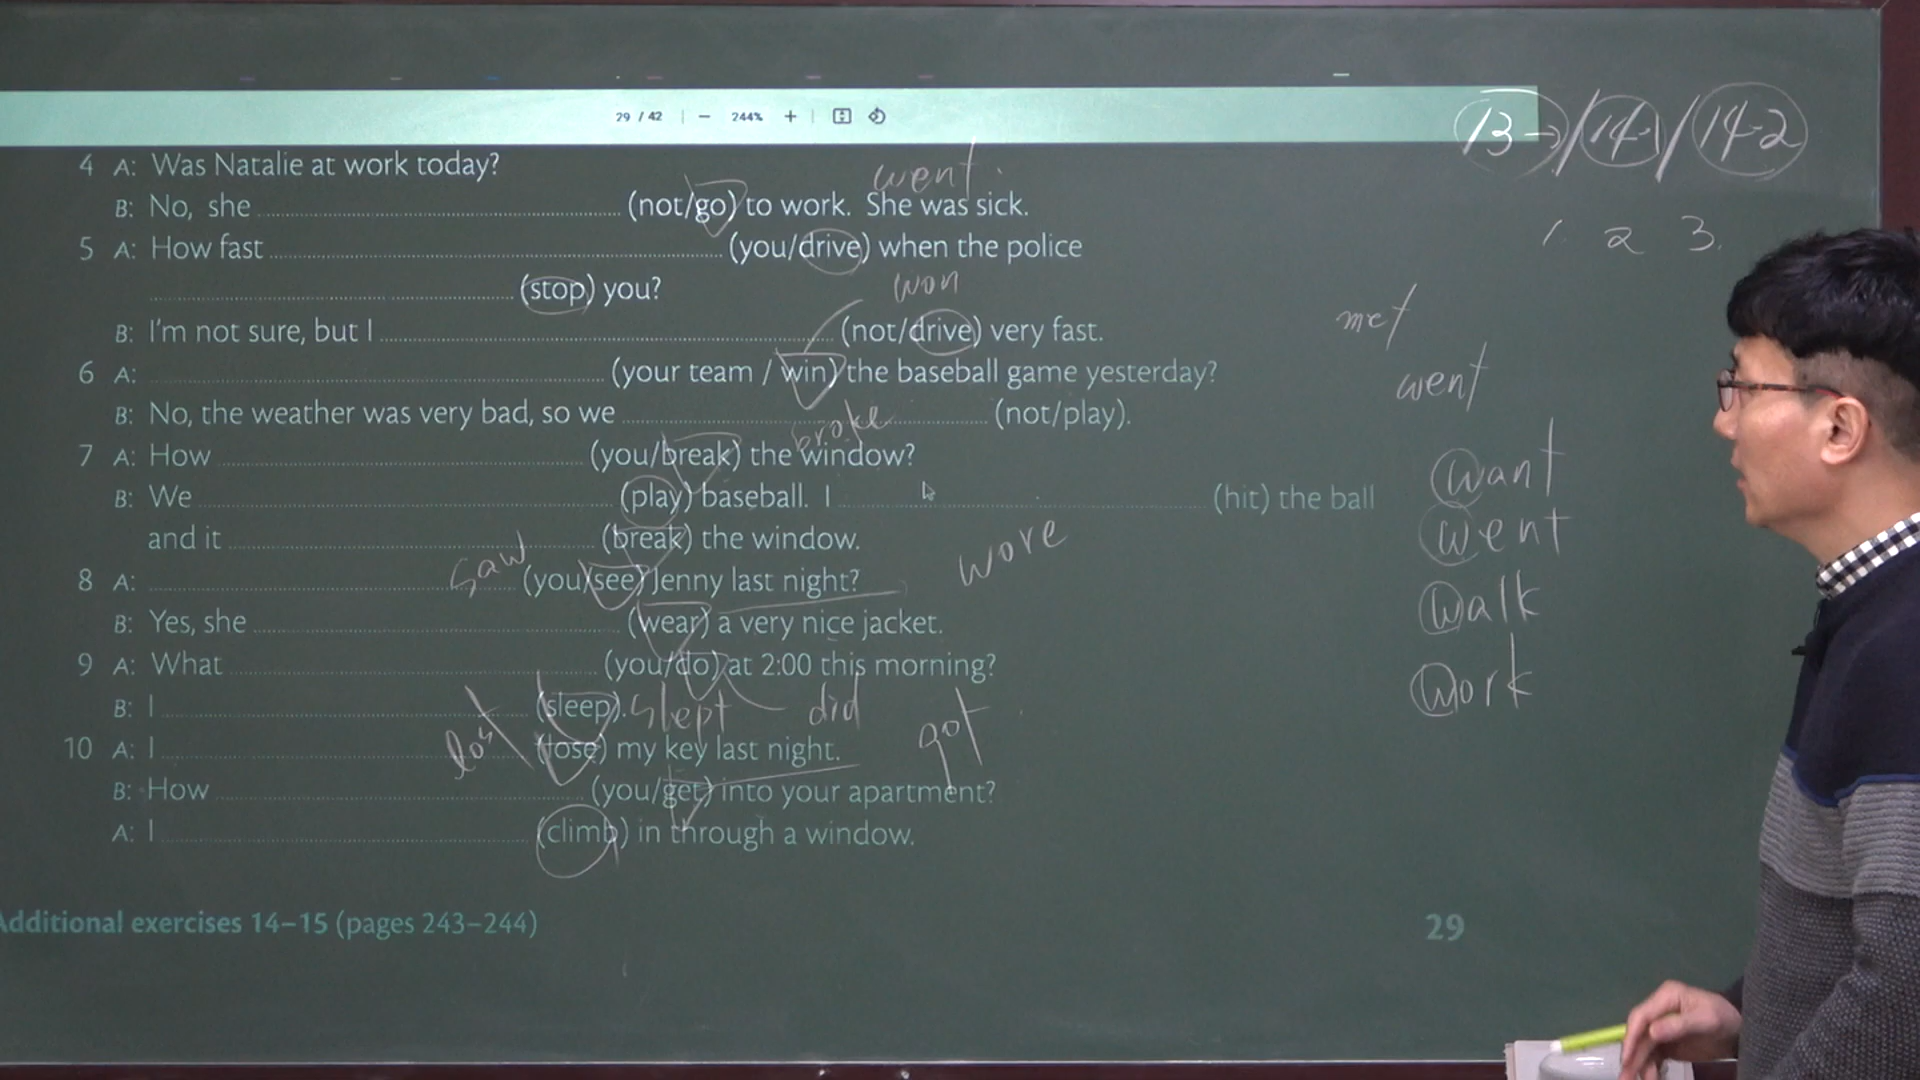 29 / 42 | − 244% +
13 → / 14-1 / 14-2
4 A: Was Natalie at work today?
went
B: No, she (not/go) to work. She was sick.
1. 2 3.
5 A: How fast (you/drive) when the police
(stop) you?
won
met
B: I'm not sure, but I (not/drive) very fast.
6 A: (your team / win) the baseball game yesterday?
went
B: No, the weather was very bad, so we (not/play).
broke
7 A: How (you/break) the window?
want
B: We (play) baseball. I (hit) the ball
and it (break) the window.
went
saw
wore
8 A: (you/see) Jenny last night?
walk
B: Yes, she (wear) a very nice jacket.
9 A: What (you/do) at 2:00 this morning?
work
B: I (sleep). slept did
lost
got
10 A: I (lose) my key last night.
B: How (you/get) into your apartment?
A: I (climb) in through a window.
Additional exercises 14–15 (pages 243–244)
29